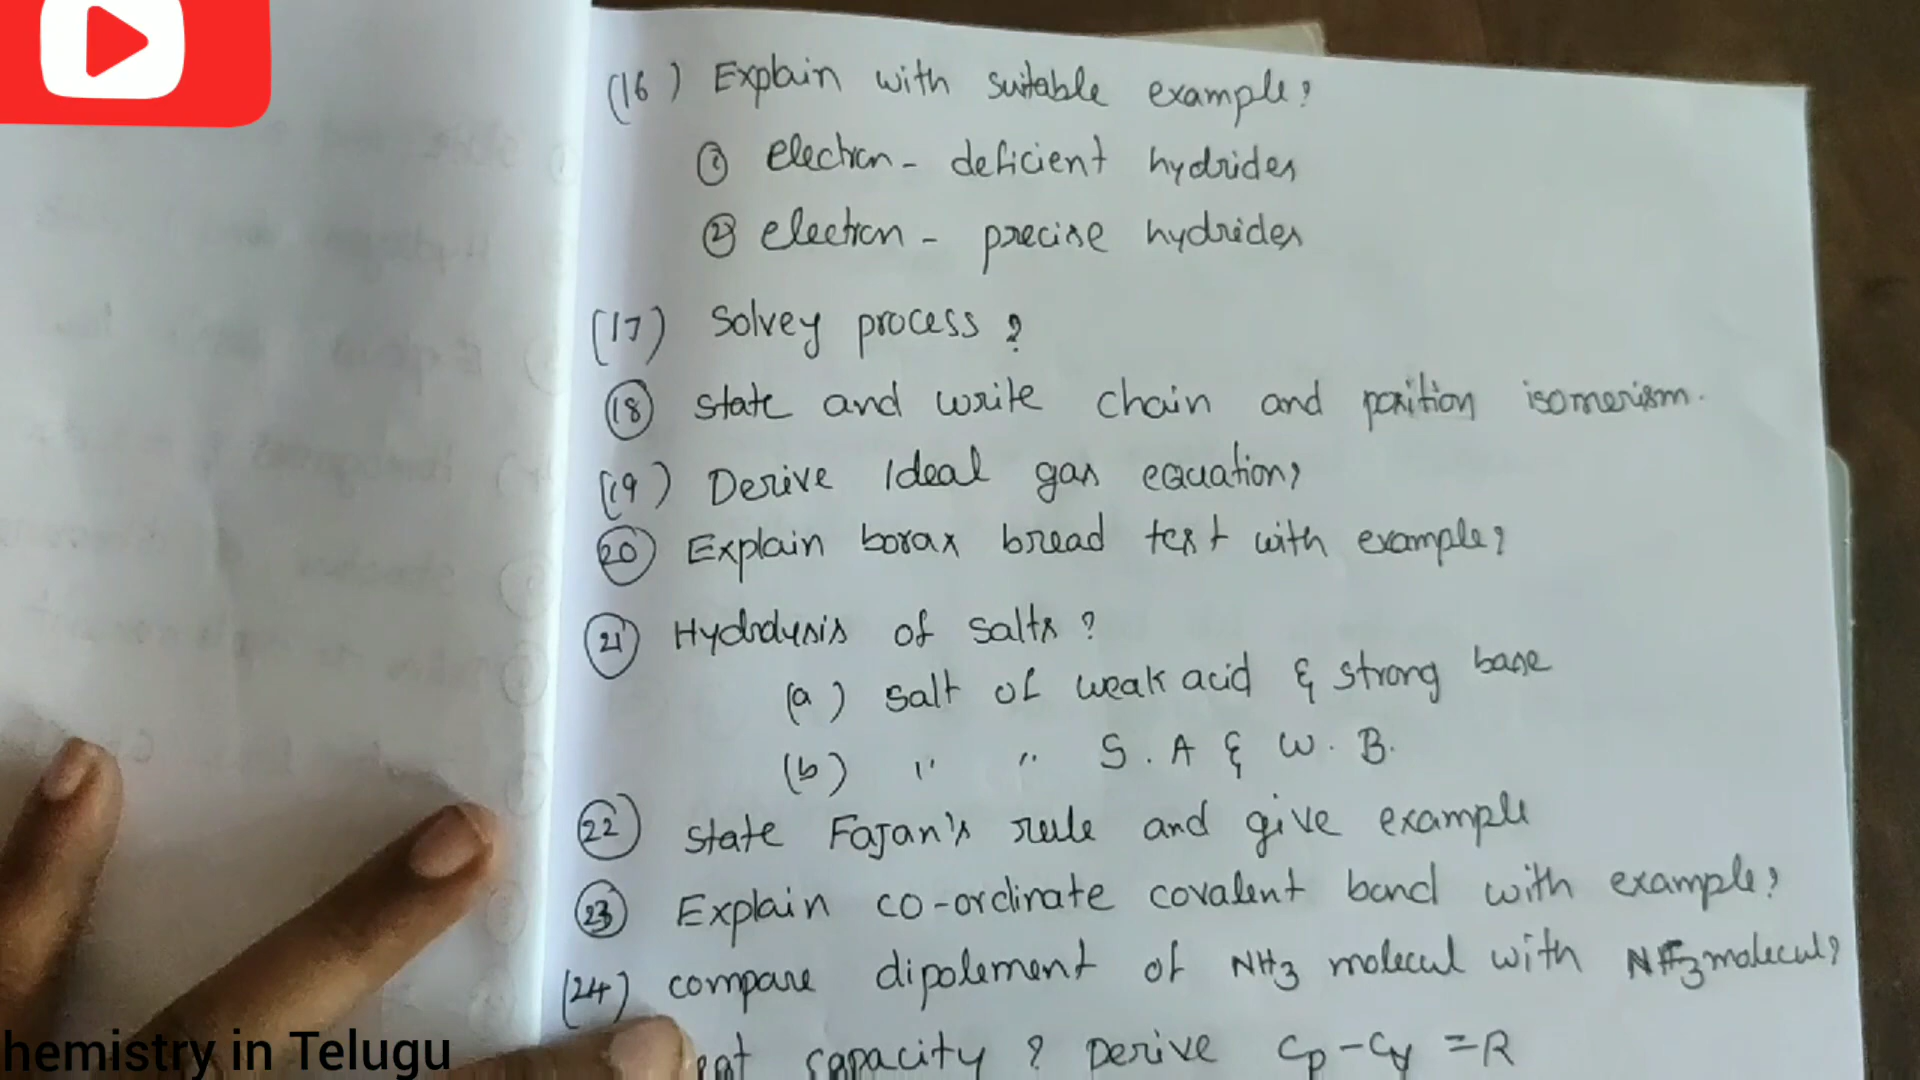 (16) Explain with suitable example?
① electron - deficient hydrides
② electron - precise hydrides
(17) Solvey process ?
⑱ state and write chain and position isomerism.
(19) Derive Ideal gas equation?
⑳ Explain borax bread test with example?
㉑ Hydrolysis of salts ?
(a) salt of weak acid & strong base
(b) " " S. A & W. B.
㉒ state Fajan's rule and give example
㉓ Explain co-ordinate covalent bond with example?
(24) compare dipolement of NH3 molecul with NF3 molecul?
capacity ? Derive Cp-Cv =R
hemistry in Telugu